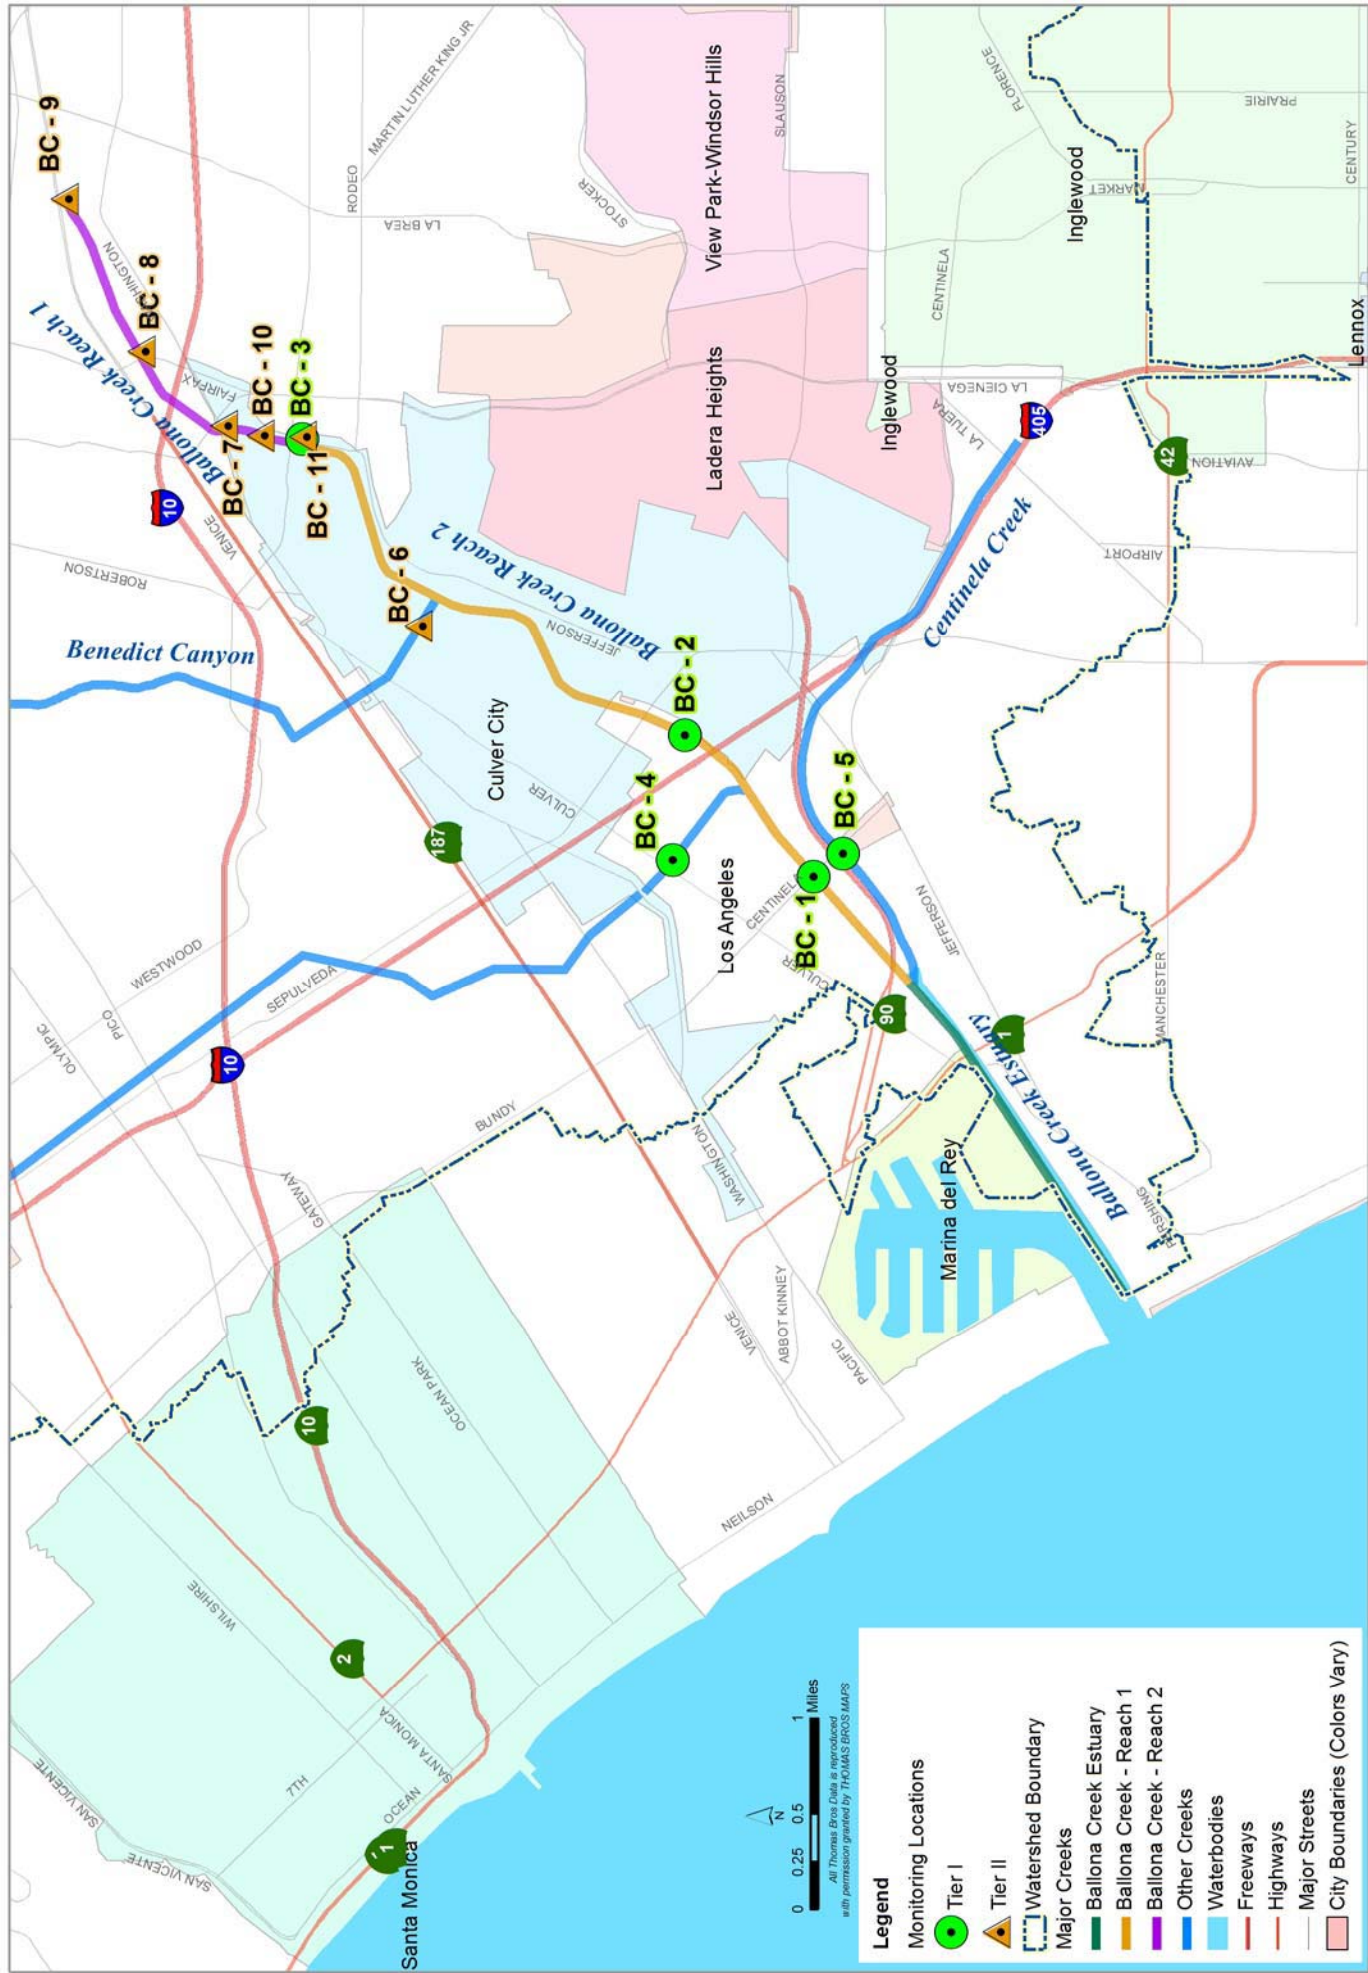 BC - 9
BC - 8
BC - 7
BC - 10
BC - 3
BC - 11
BC - 6
BC - 2
BC - 4
BC - 5
BC - 1
Ballona Creek Reach 1
Ballona Creek Reach 2
Benedict Canyon
Centinela Creek
Ballona Creek Estuary
Culver City
Los Angeles
Ladera Heights
View Park-Windsor Hills
Inglewood
Inglewood
Lennox
Marina del Rey
Santa Monica
MARTIN LUTHER KING JR
RODEO
LA BREA
STOCKER
SLAUSON
FLORENCE
PRAIRIE
MARKET
CENTURY
CENTINELA
LA CIENEGA
LA TIJERA
AVIATION
AIRPORT
MANCHESTER
JEFFERSON
JEFFERSON
FAIRFAX
VENICE
ROBERTSON
CULVER
CENTINELA
CULVER
WESTWOOD
SEPULVEDA
PICO
OLYMPIC
BUNDY
GATEWAY
OCEAN PARK
WASHINGTON
VENICE
ABBOT KINNEY
PACIFIC
NEILSON
WILSHIRE
SANTA MONICA
7TH
OCEAN
SAN VICENTE
SAN VICENTE
10
10
10
187
405
42
90
1
2
1
N
0 0.25 0.5 1
Miles
All Thomas Bros Data is reproduced
with permission granted by THOMAS BROS MAPS
Legend
Monitoring Locations
Tier I
Tier II
Watershed Boundary
Major Creeks
Ballona Creek Estuary
Ballona Creek - Reach 1
Ballona Creek - Reach 2
Other Creeks
Waterbodies
Freeways
Highways
Major Streets
City Boundaries (Colors Vary)